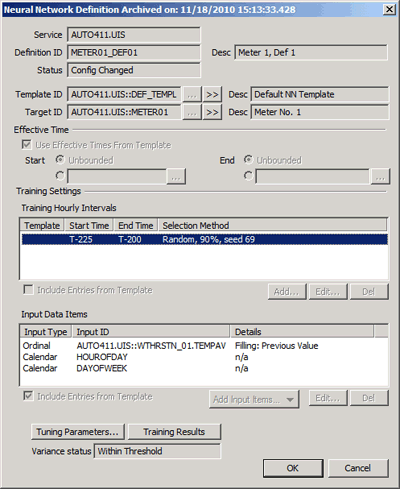 Neural Network Definition Archived on: 11/18/2010 15:13:33.428
Service AUTO411.UIS
Definition ID METER01_DEF01 Desc Meter 1, Def 1
Status Config Changed
Template ID AUTO411.UIS::DEF_TEMPL ... >> Desc Default NN Template
Target ID AUTO411.UIS::METER01 ... >> Desc Meter No. 1
Effective Time
Use Effective Times From Template
Start Unbounded End Unbounded
... ...
Training Settings
Training Hourly Intervals
Template Start Time End Time Selection Method
T-225 T-200 Random, 90%, seed 69
Include Entries from Template Add... Edit... Del
Input Data Items
Input Type Input ID Details
Ordinal AUTO411.UIS::WTHRSTN_01.TEMPAV Filling: Previous Value
Calendar HOUROFDAY n/a
Calendar DAYOFWEEK n/a
Include Entries from Template Add Input Items... Edit... Del
Tuning Parameters... Training Results
Variance status Within Threshold
OK Cancel